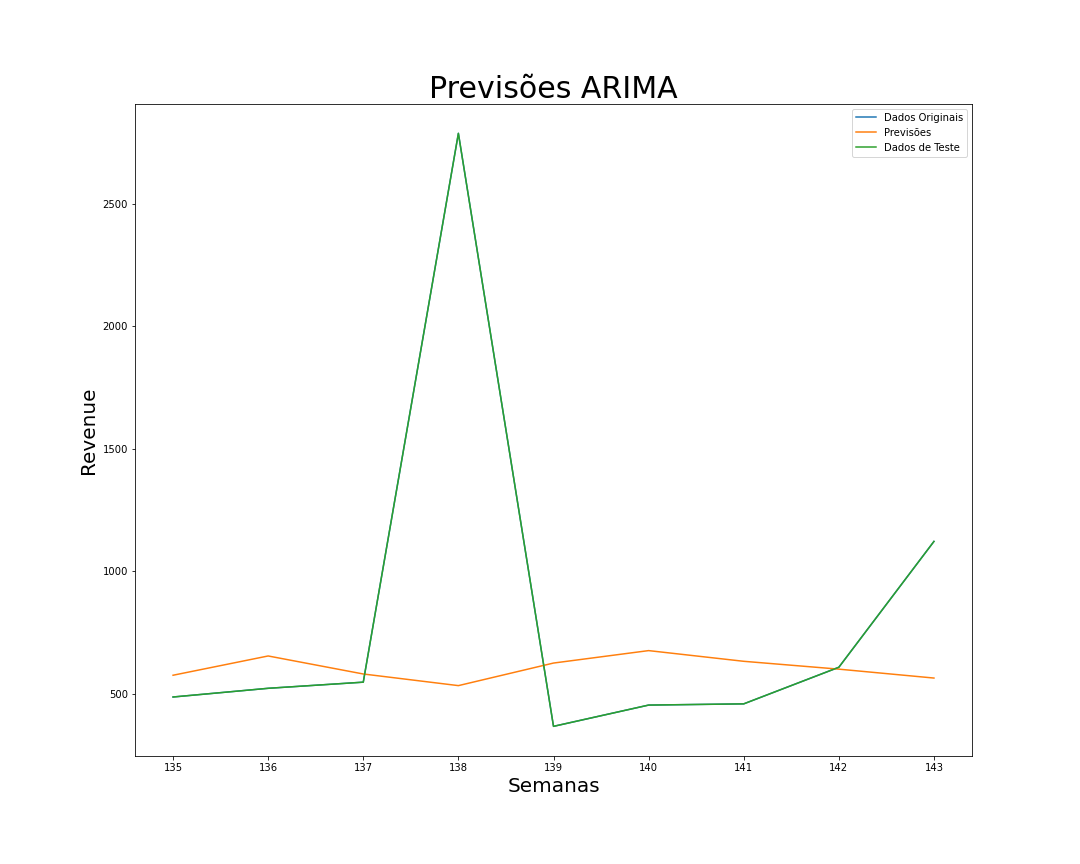 Previsões ARIMA
Dados Originais
Previsões
Dados de Teste
Revenue
2500
2000
1500
1000
500
135 136 137 138 139 140 141 142 143
Semanas